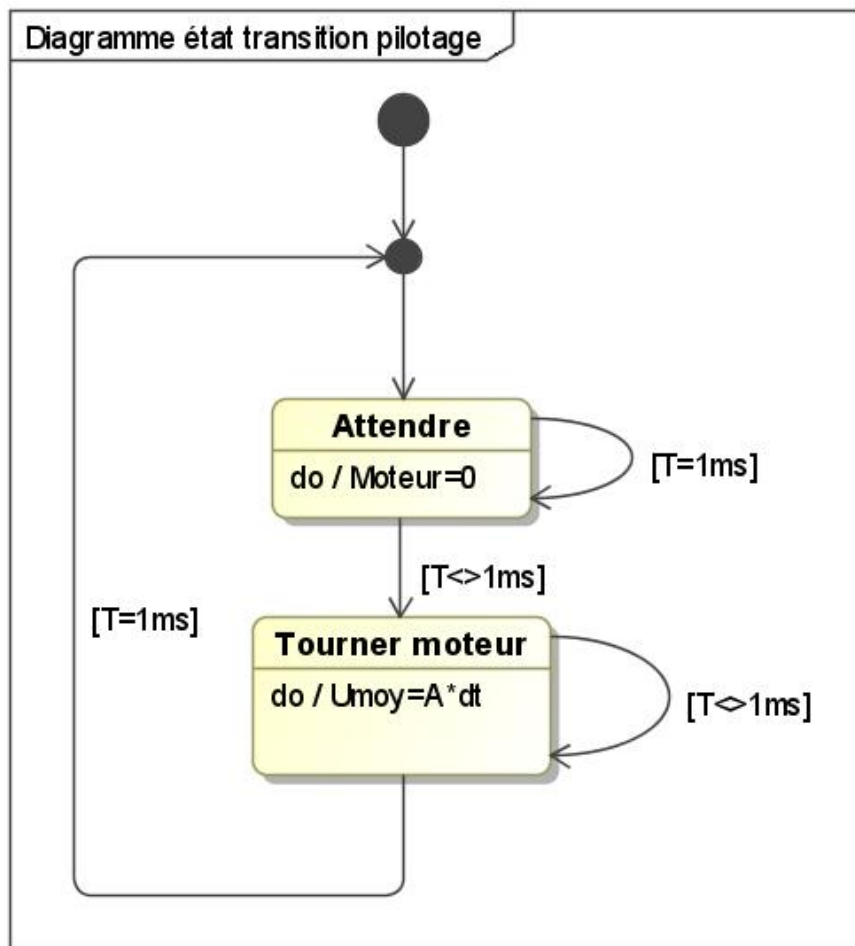 Diagramme état transition pilotage
Attendre
do / Moteur=0
[T=1ms]
[T<>1ms]
[T=1ms]
Tourner moteur
do / Umoy=A*dt
[T<>1ms]